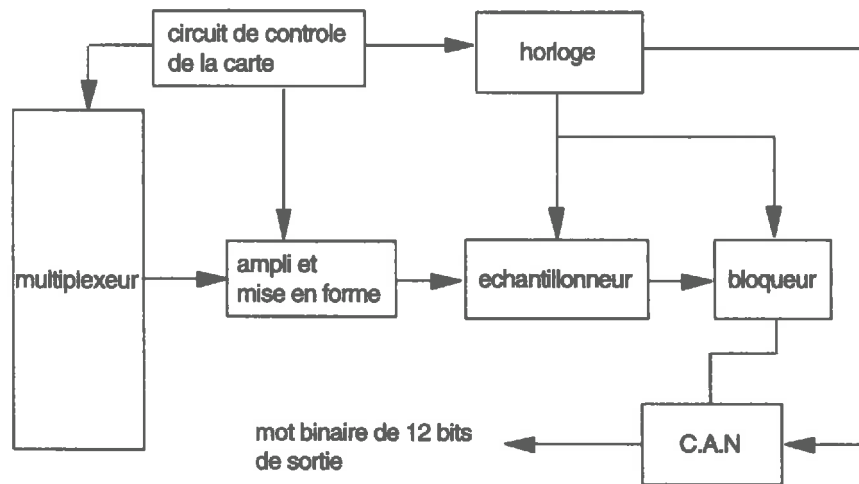 circuit de controle
de la carte
horloge
multiplexeur
ampli et
mise en forme
echantillonneur
bloqueur
mot binaire de 12 bits
de sortie
C.A.N